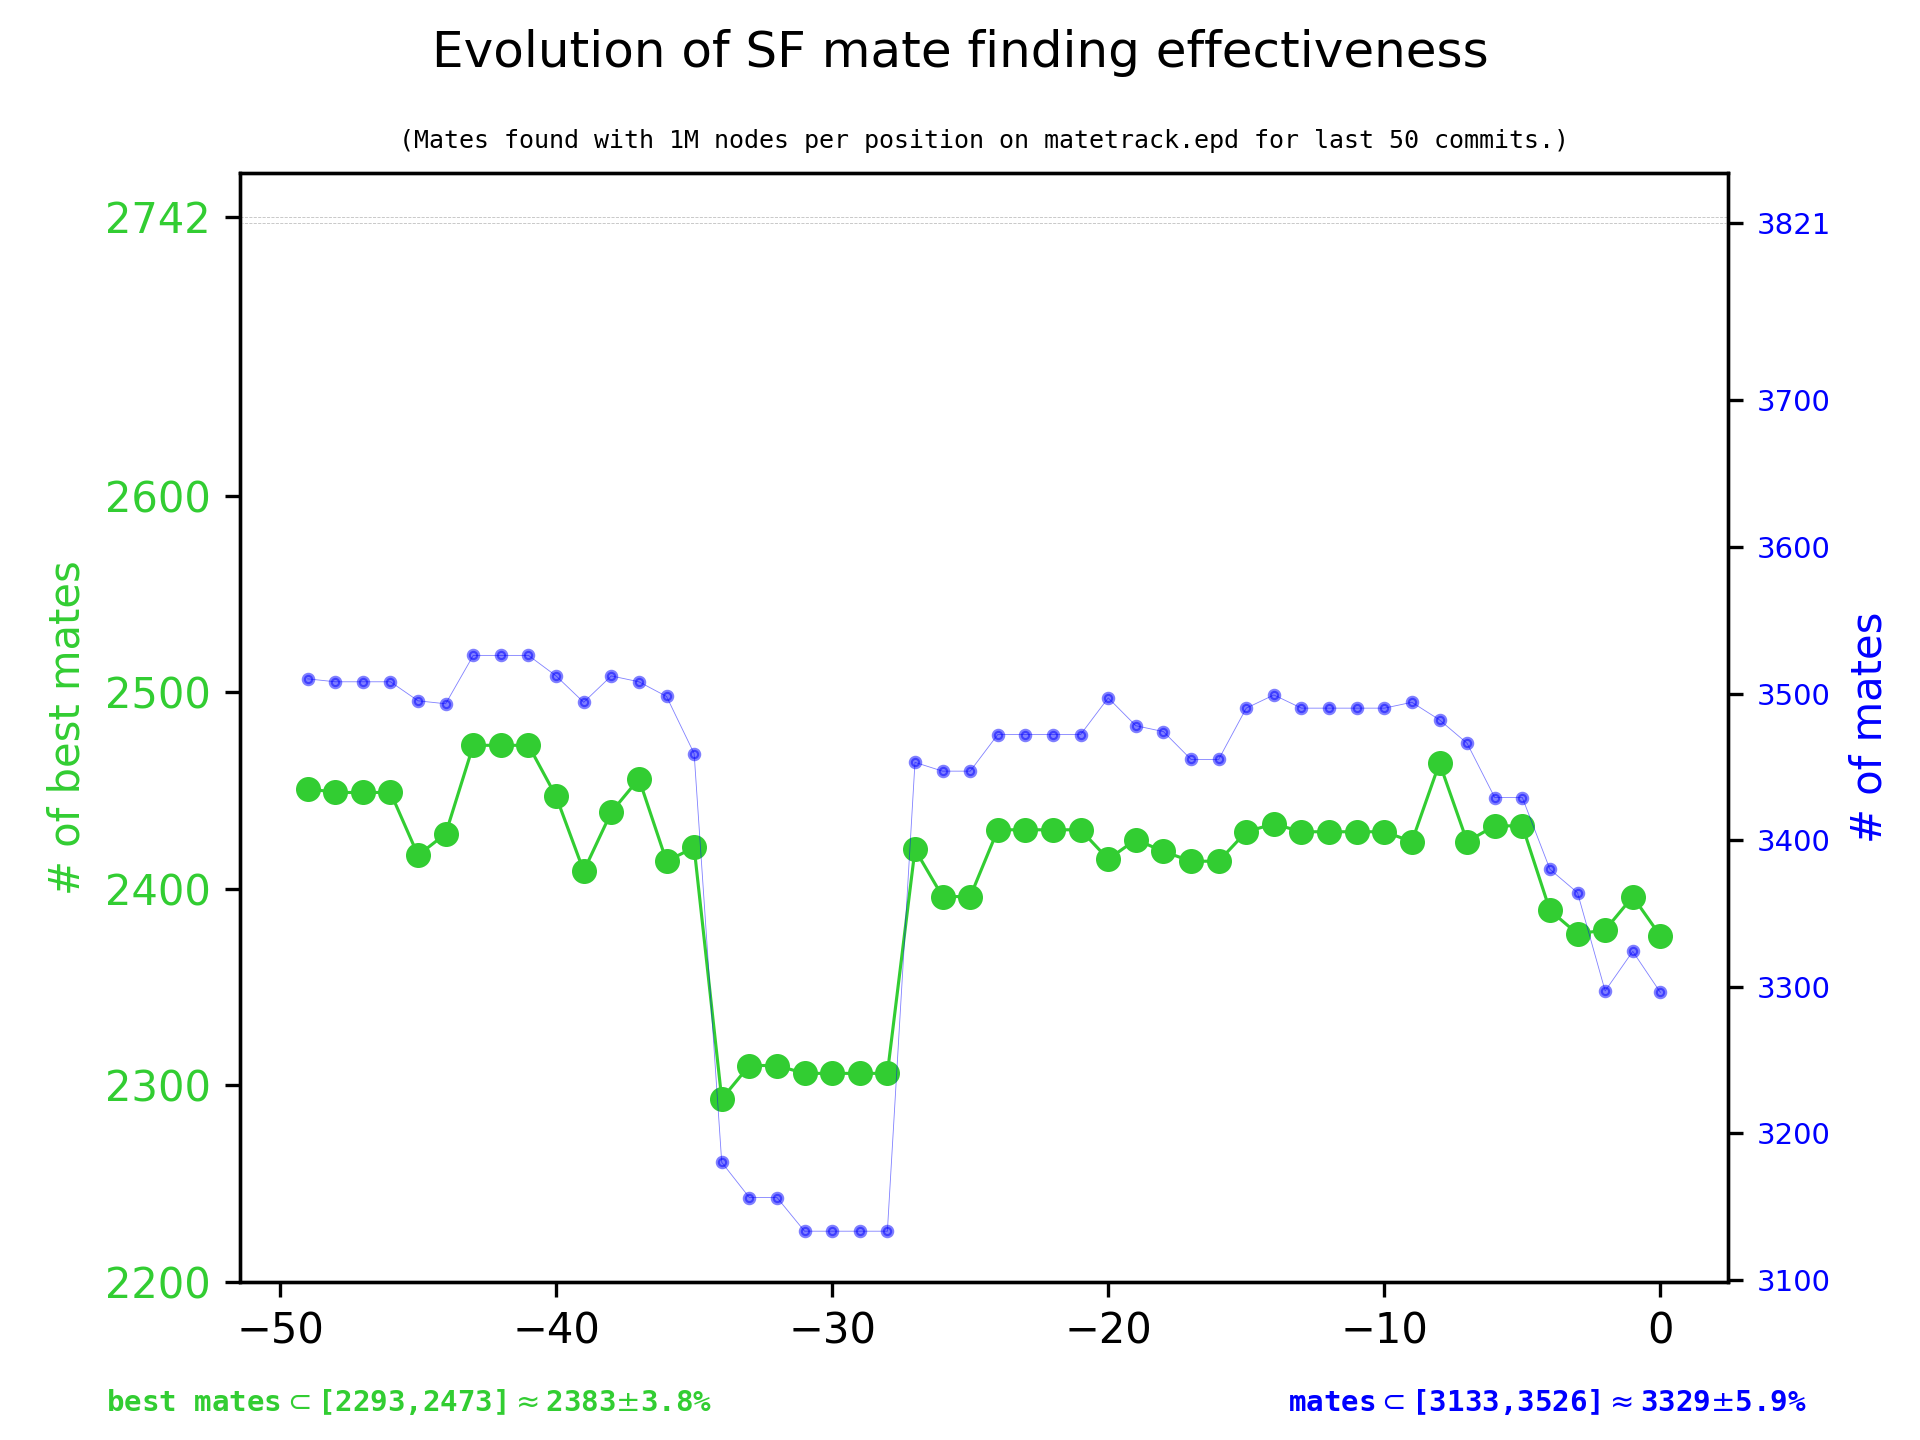 Evolution of SF mate finding effectiveness
(Mates found with 1M nodes per position on matetrack.epd for last 50 commits.)
2742
2600
2500
2400
2300
2200
# of best mates
3821
3700
3600
3500
3400
3300
3200
3100
# of mates
−50 −40 −30 −20 −10 0
best mates ⊂ [2293,2473] ≈ 2383±3.8%
mates ⊂ [3133,3526] ≈ 3329±5.9%